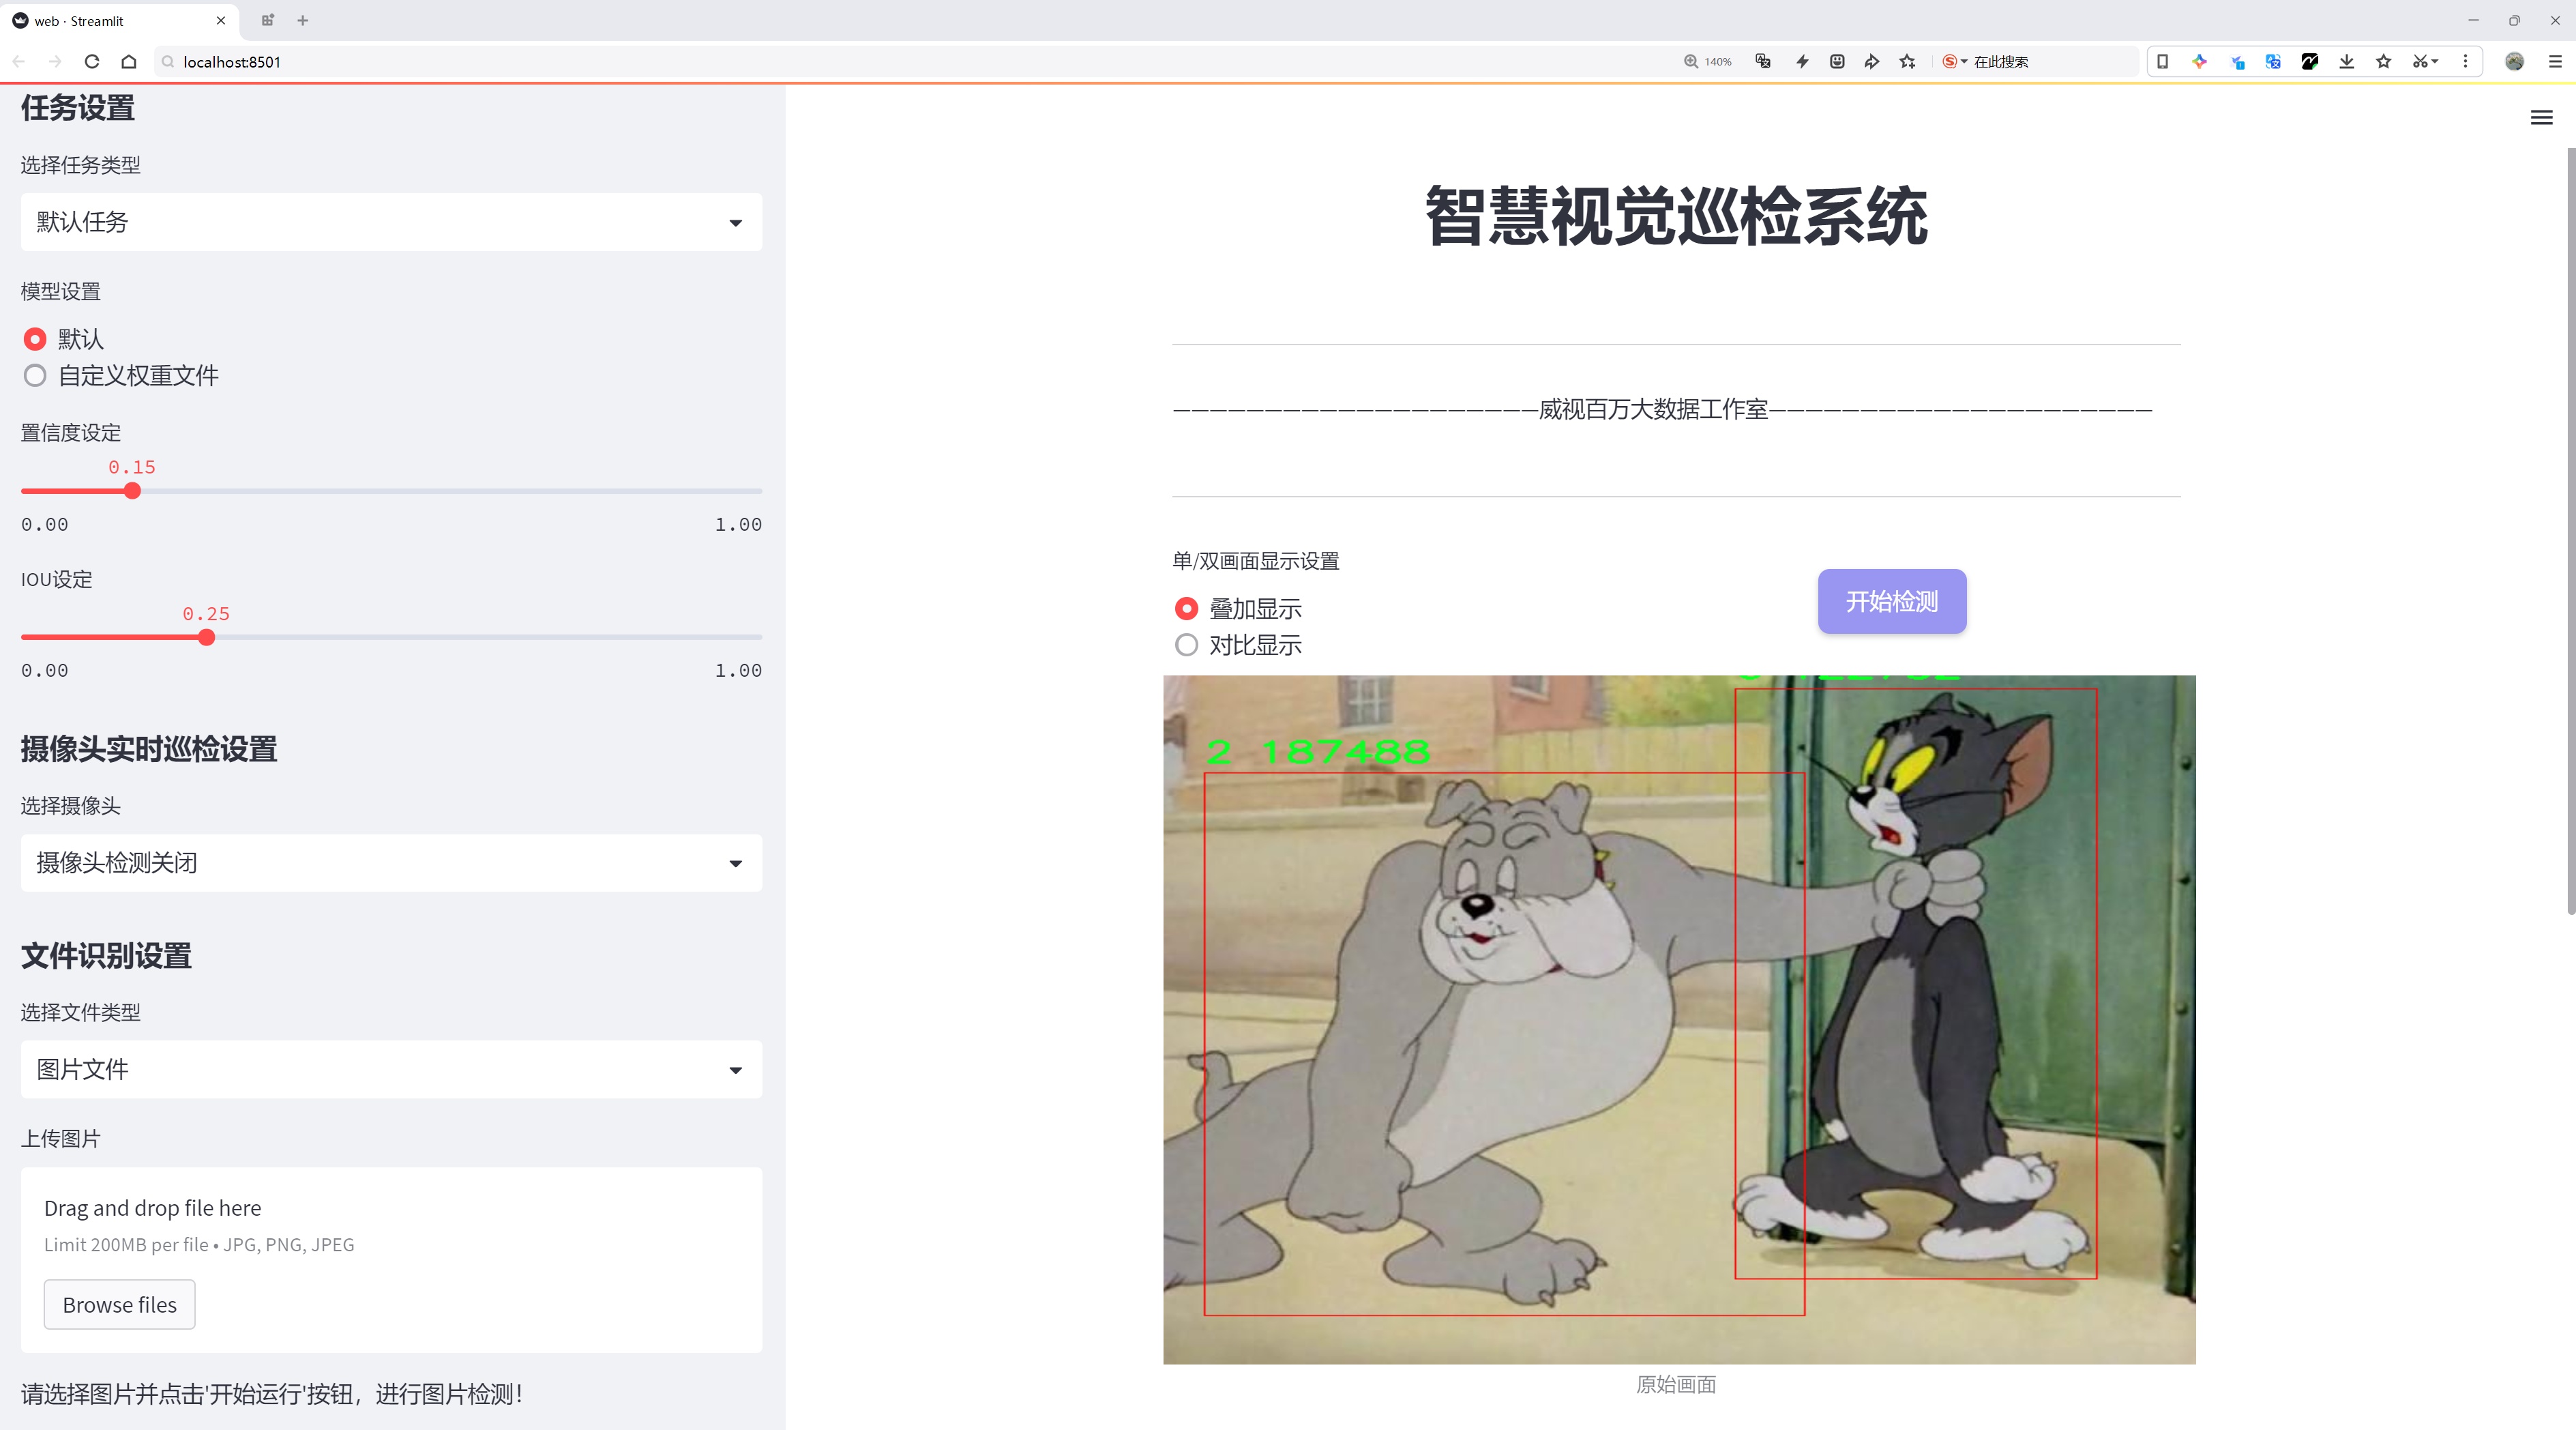 web · Streamlit
localhost:8501
140%
在此搜索
任务设置
选择任务类型
默认任务
模型设置
默认
自定义权重文件
置信度设定
0.15
0.00 1.00
IOU设定
0.25
0.00 1.00
摄像头实时巡检设置
选择摄像头
摄像头检测关闭
文件识别设置
选择文件类型
图片文件
上传图片
Drag and drop file here
Limit 200MB per file • JPG, PNG, JPEG
Browse files
请选择图片并点击'开始运行'按钮，进行图片检测！
智慧视觉巡检系统
—————————————————————威视百万大数据工作室—————————————————————
单/双画面显示设置
叠加显示
对比显示
开始检测
2 187488
原始画面